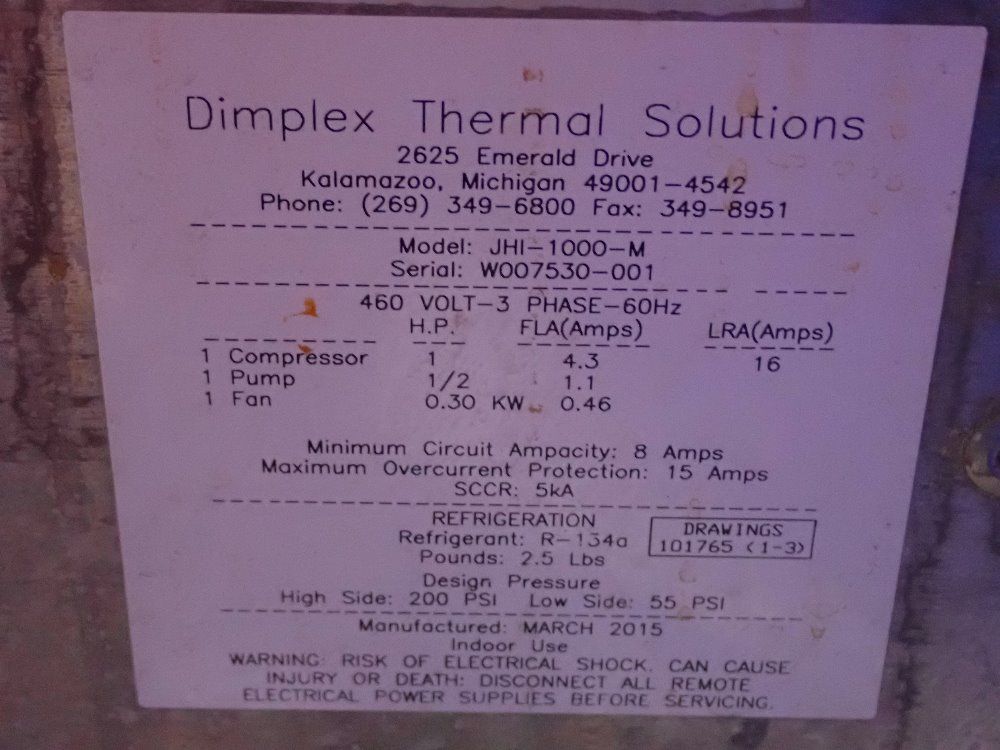 Dimplex Thermal Solutions
2625 Emerald Drive
Kalamazoo, Michigan 49001-4542
Phone: (269) 349-6800 Fax: 349-8951
Model: JHI-1000-M
Serial: W007530-001
460 VOLT-3 PHASE-60Hz
H.P. FLA(Amps) LRA(Amps)
1 Compressor 1 4.3 16
1 Pump 1/2 1.1
1 Fan 0.30 KW 0.46
Minimum Circuit Ampacity: 8 Amps
Maximum Overcurrent Protection: 15 Amps
SCCR: 5kA
REFRIGERATION
Refrigerant: R-134a
Pounds: 2.5 Lbs
DRAWINGS
101765 (1-3)
Design Pressure
High Side: 200 PSI Low Side: 55 PSI
Manufactured: MARCH 2015
Indoor Use
WARNING: RISK OF ELECTRICAL SHOCK. CAN CAUSE
INJURY OR DEATH: DISCONNECT ALL REMOTE
ELECTRICAL POWER SUPPLIES BEFORE SERVICING.